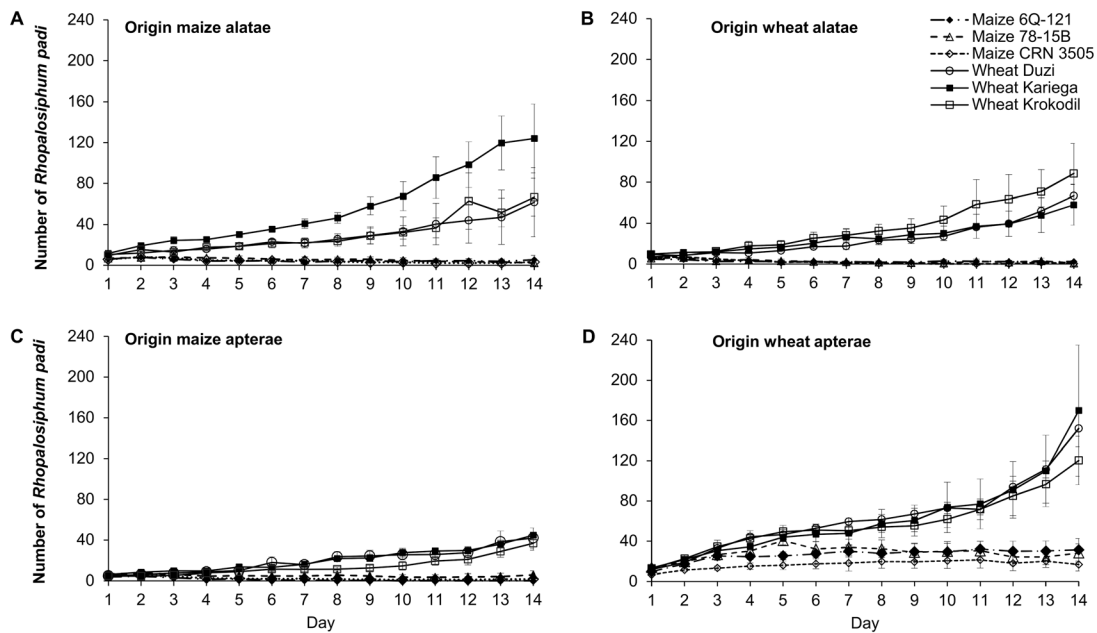 A
Origin maize alatae
Number of Rhopalosiphum padi
240
200
160
120
80
40
0
1 2 3 4 5 6 7 8 9 10 11 12 13 14
B
Origin wheat alatae
Maize 6Q-121
Maize 78-15B
Maize CRN 3505
Wheat Duzi
Wheat Kariega
Wheat Krokodil
240
200
160
120
80
40
0
1 2 3 4 5 6 7 8 9 10 11 12 13 14
C
Origin maize apterae
Number of Rhopalosiphum padi
240
200
160
120
80
40
0
1 2 3 4 5 6 7 8 9 10 11 12 13 14
Day
D
Origin wheat apterae
240
200
160
120
80
40
0
1 2 3 4 5 6 7 8 9 10 11 12 13 14
Day